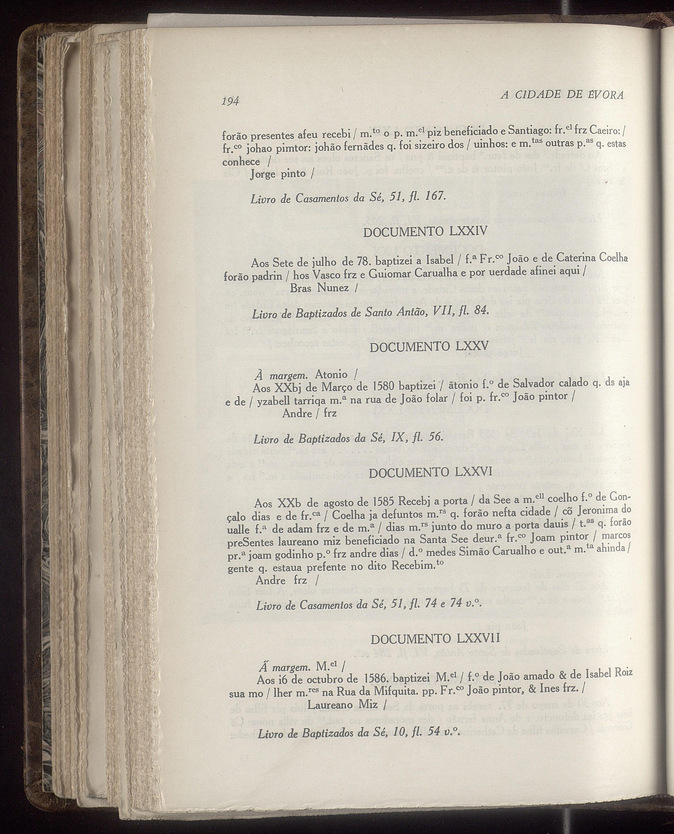 194
A CIDADE DE ÉVORA
forão presentes afeu recebi / m.to o p. m.el piz beneficiado e Santiago: fr.el frz Caeiro: /
fr.co johao pimtor: johão fernãdes q. foi sizeiro dos / uinhos: e m.tas outras p.as q. estas
conhece /
Jorge pinto /
Livro de Casamentos da Sé, 51, fl. 167.
DOCUMENTO LXXIV
Aos Sete de julho de 78. baptizei a Isabel / f.a Fr.co João e de Caterina Coelha
forão padrin / hos Vasco frz e Guiomar Carualha e por uerdade afinei aqui /
Bras Nunez /
Livro de Baptizados de Santo Antão, VII, fl. 84.
DOCUMENTO LXXV
À margem. Atonio /
Aos XXbj de Março de 1580 baptizei / ãtonio f.o de Salvador calado q. ds aja
e de / yzabell tarriqa m.a na rua de João folar / foi p. fr.co João pintor /
Andre / frz
Livro de Baptizados da Sé, IX, fl. 56.
DOCUMENTO LXXVI
Aos XXb de agosto de 1585 Recebj a porta / da See a m.ell coelho f.o de Gon-
çalo dias e de fr.ca / Coelha ja defuntos m.rs q. forão nefta cidade / cõ Jeronima do
ualle f.a de adam frz e de m.a / dias m.rs junto do muro a porta dauis / t.as q. forão
preSentes laureano miz beneficiado na Santa See deur.a fr.co Joam pintor / marcos
pr.a joam godinho p.o frz andre dias / d.o medes Simão Carualho e out.a m.ta ahinda /
gente q. estaua prefente no dito Recebim.to
Andre frz /
Livro de Casamentos da Sé, 51, fl. 74 e 74 v.o.
DOCUMENTO LXXVII
Á margem. M.el /
Aos i6 de octubro de 1586. baptizei M.el / f.o de João amado & de Isabel Roiz
sua mo / lher m.res na Rua da Mifquita. pp. Fr.co João pintor, & Ines frz. /
Laureano Miz /
Livro de Baptizados da Sé, 10, fl. 54 v.o.